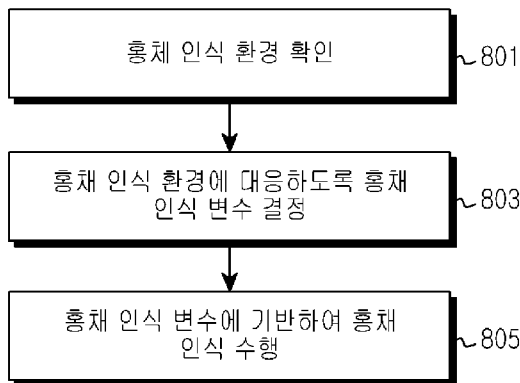 홍체 인식 환경 확인
801
홍채 인식 환경에 대응하도록 홍채
인식 변수 결정
803
홍채 인식 변수에 기반하여 홍채
인식 수행
805